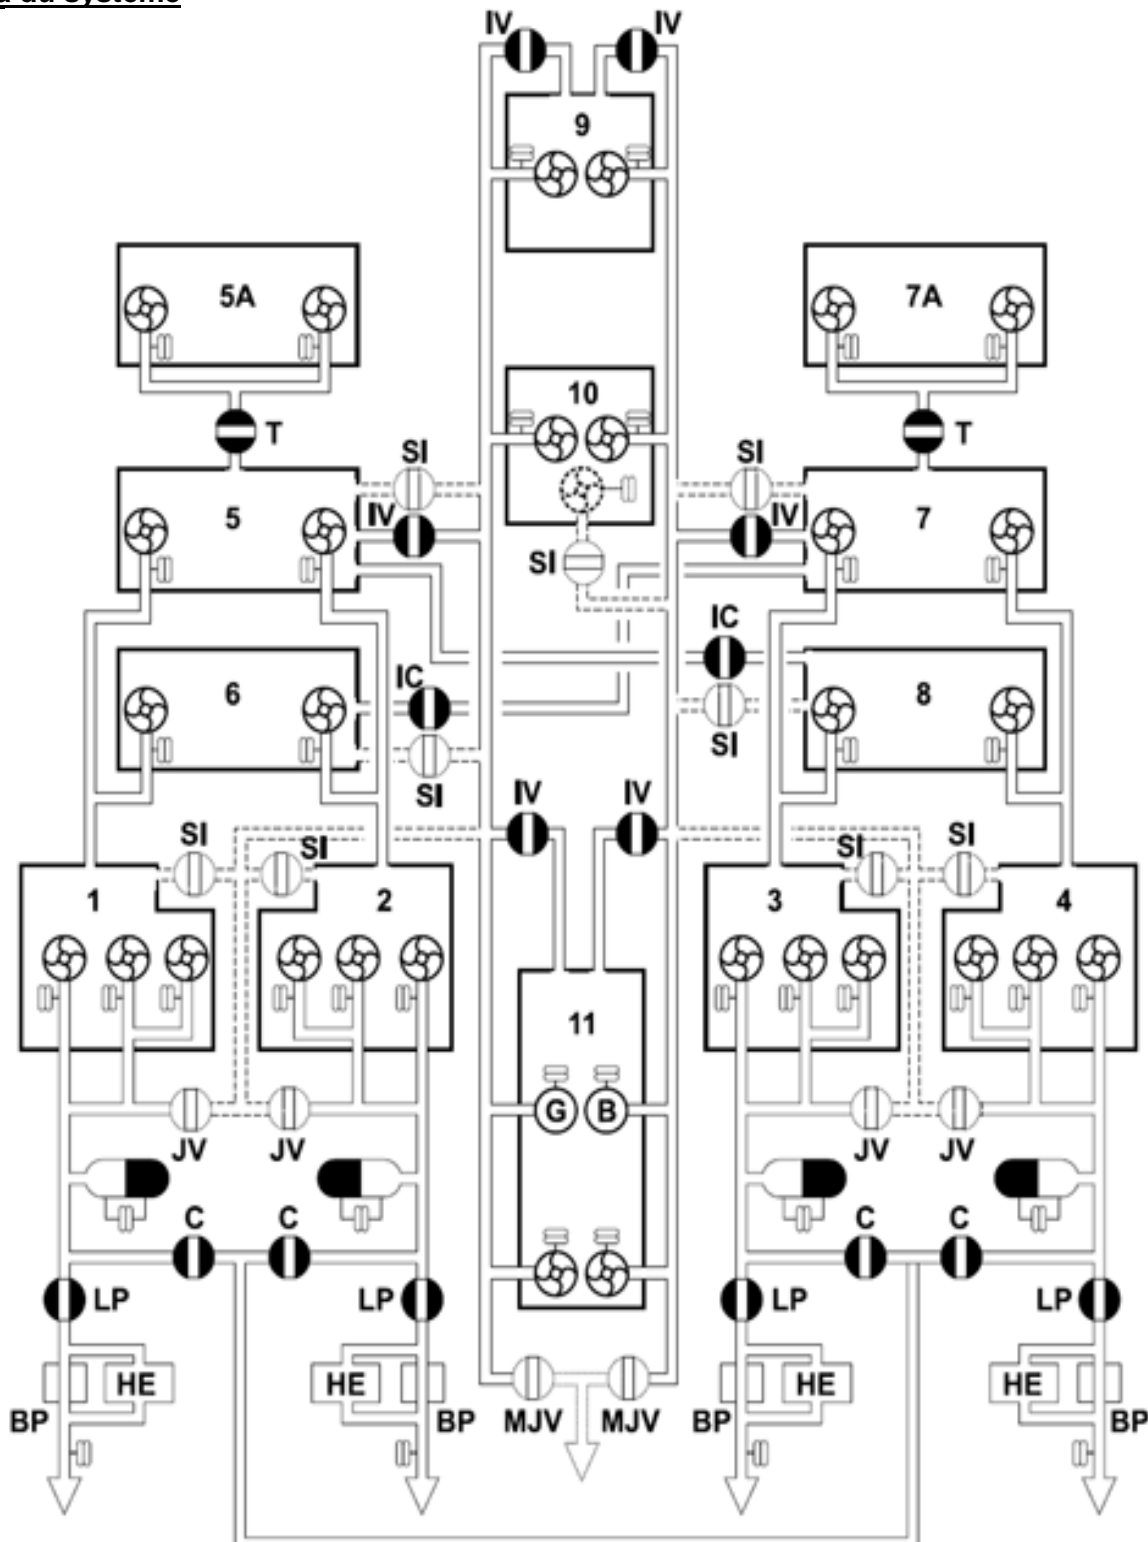 a du Système
IV IV
9
5A 7A
10
T T
SI SI
5 IV IV 7
SI
IC
6 IC 8
SI
SI
IV IV
SI SI SI SI
1 2 3 4
11
G B
JV JV JV JV
C C C C
LP LP LP LP
HE HE HE HE
BP BP MJV MJV BP BP